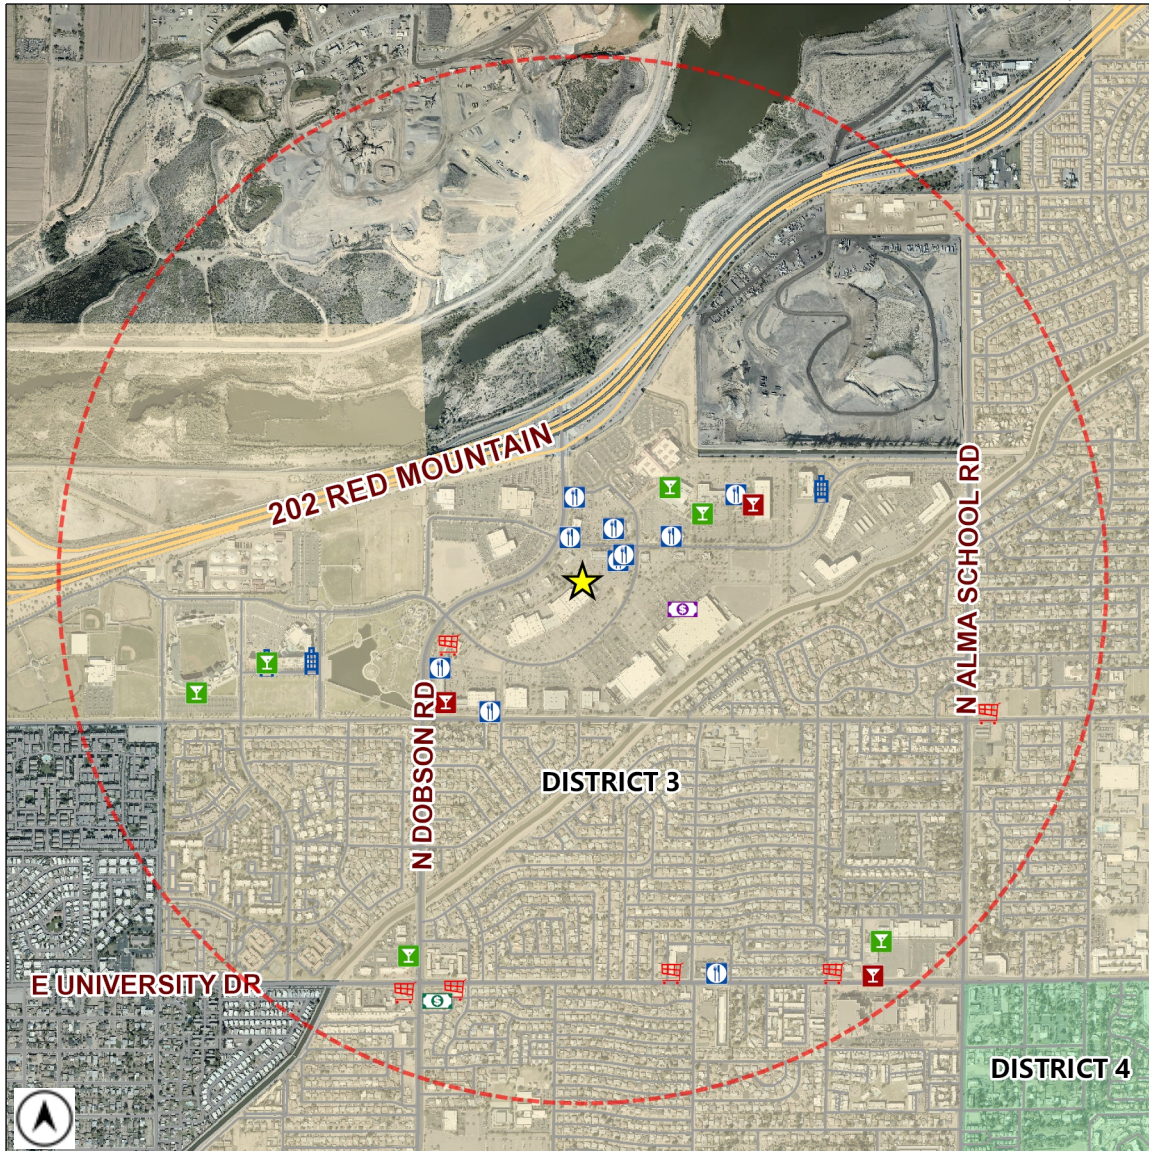 202 RED MOUNTAIN
N ALMA SCHOOL RD
N DOBSON RD
DISTRICT 3
E UNIVERSITY DR
DISTRICT 4
$
$